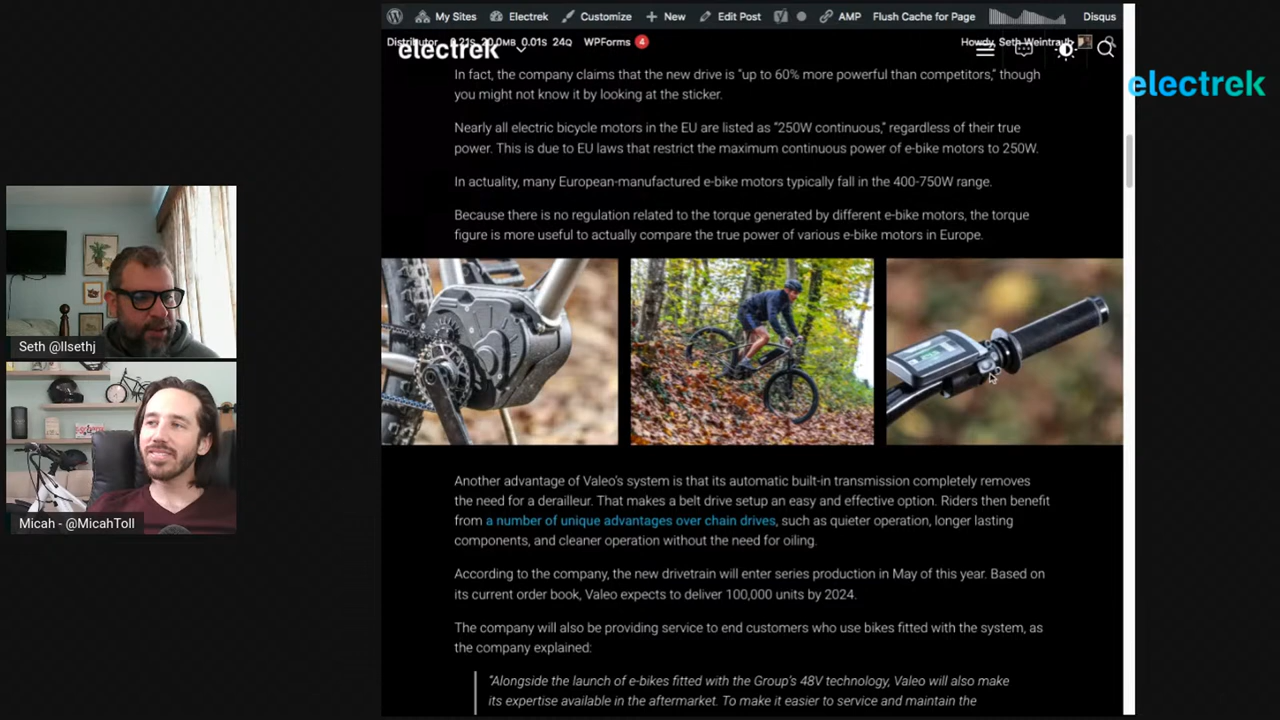 My Sites Electrek Customize + New Edit Post AMP Flush Cache for Page Disqus
Distributor 0.21s 20.0MB 0.01s 24Q WPForms 4 Howdy, Seth Weintraub
electrek
electrek
In fact, the company claims that the new drive is “up to 60% more powerful than competitors,” though
you might not know it by looking at the sticker.
Nearly all electric bicycle motors in the EU are listed as “250W continuous,” regardless of their true
power. This is due to EU laws that restrict the maximum continuous power of e-bike motors to 250W.
In actuality, many European-manufactured e-bike motors typically fall in the 400-750W range.
Because there is no regulation related to the torque generated by different e-bike motors, the torque
figure is more useful to actually compare the true power of various e-bike motors in Europe.
Seth @llsethj
Micah - @MicahToll
Another advantage of Valeo’s system is that its automatic built-in transmission completely removes
the need for a derailleur. That makes a belt drive setup an easy and effective option. Riders then benefit
from a number of unique advantages over chain drives, such as quieter operation, longer lasting
components, and cleaner operation without the need for oiling.
According to the company, the new drivetrain will enter series production in May of this year. Based on
its current order book, Valeo expects to deliver 100,000 units by 2024.
The company will also be providing service to end customers who use bikes fitted with the system, as
the company explained:
“Alongside the launch of e-bikes fitted with the Group’s 48V technology, Valeo will also make
its expertise available in the aftermarket. To make it easier to service and maintain the